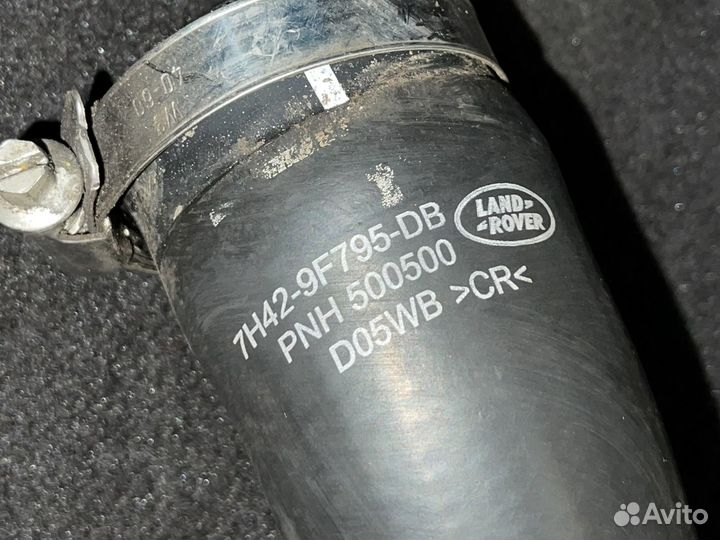 7H42-9F795-DB
PNH 500500
D05WB >CR<
LAND-
-ROVER
Avito